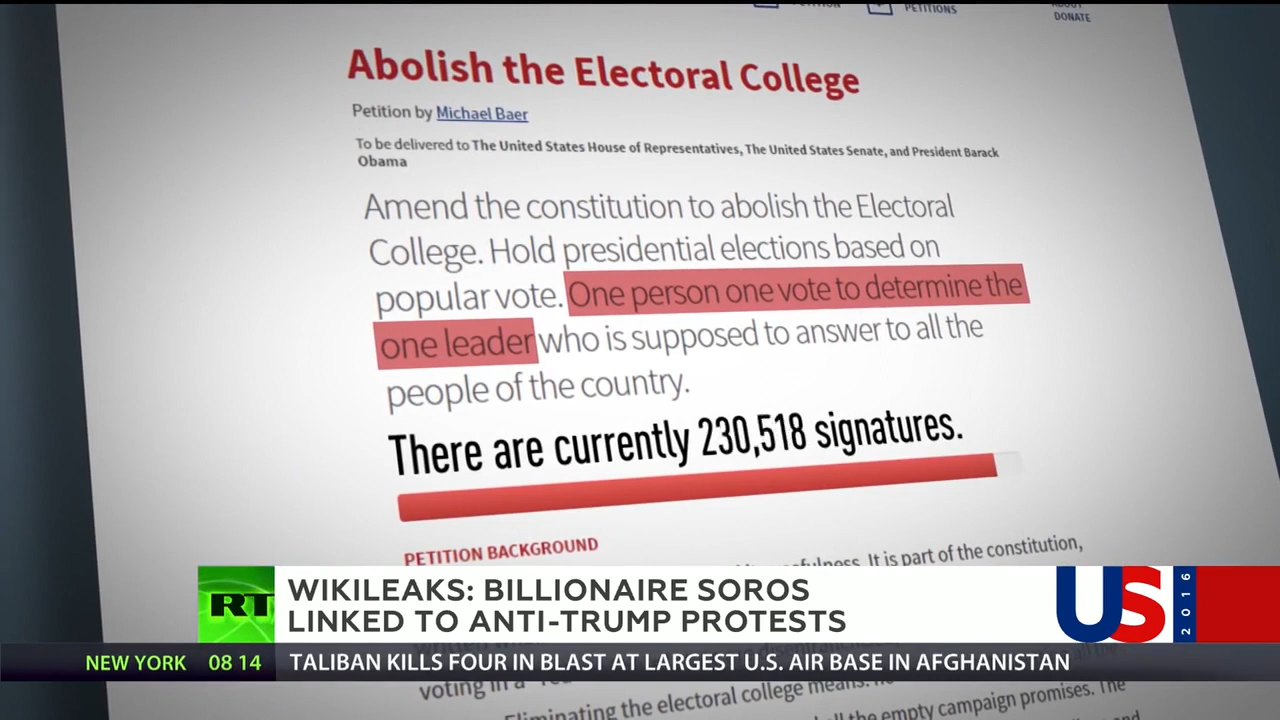 PETITIONS
DONATE
Abolish the Electoral College
Petition by Michael Baer
To be delivered to The United States House of Representatives, The United States Senate, and President Barack
Obama
Amend the constitution to abolish the Electoral
College. Hold presidential elections based on
popular vote. One person one vote to determine the
one leader who is supposed to answer to all the
people of the country.
There are currently 230,518 signatures.
PETITION BACKGROUND
It is part of the constitution,
RT
WIKILEAKS: BILLIONAIRE SOROS
LINKED TO ANTI-TRUMP PROTESTS
US 2016
NEW YORK 08 14 TALIBAN KILLS FOUR IN BLAST AT LARGEST U.S. AIR BASE IN AFGHANISTAN
voting in a
Eliminating the electoral college means.
the empty campaign promises. The